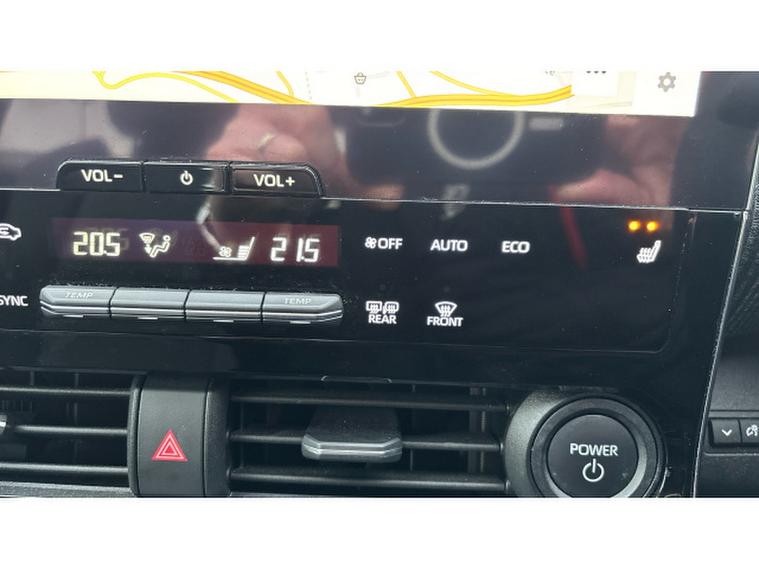 VOL- VOL+
20.5 21.5 OFF AUTO ECO
SYNC TEMP TEMP REAR FRONT
POWER